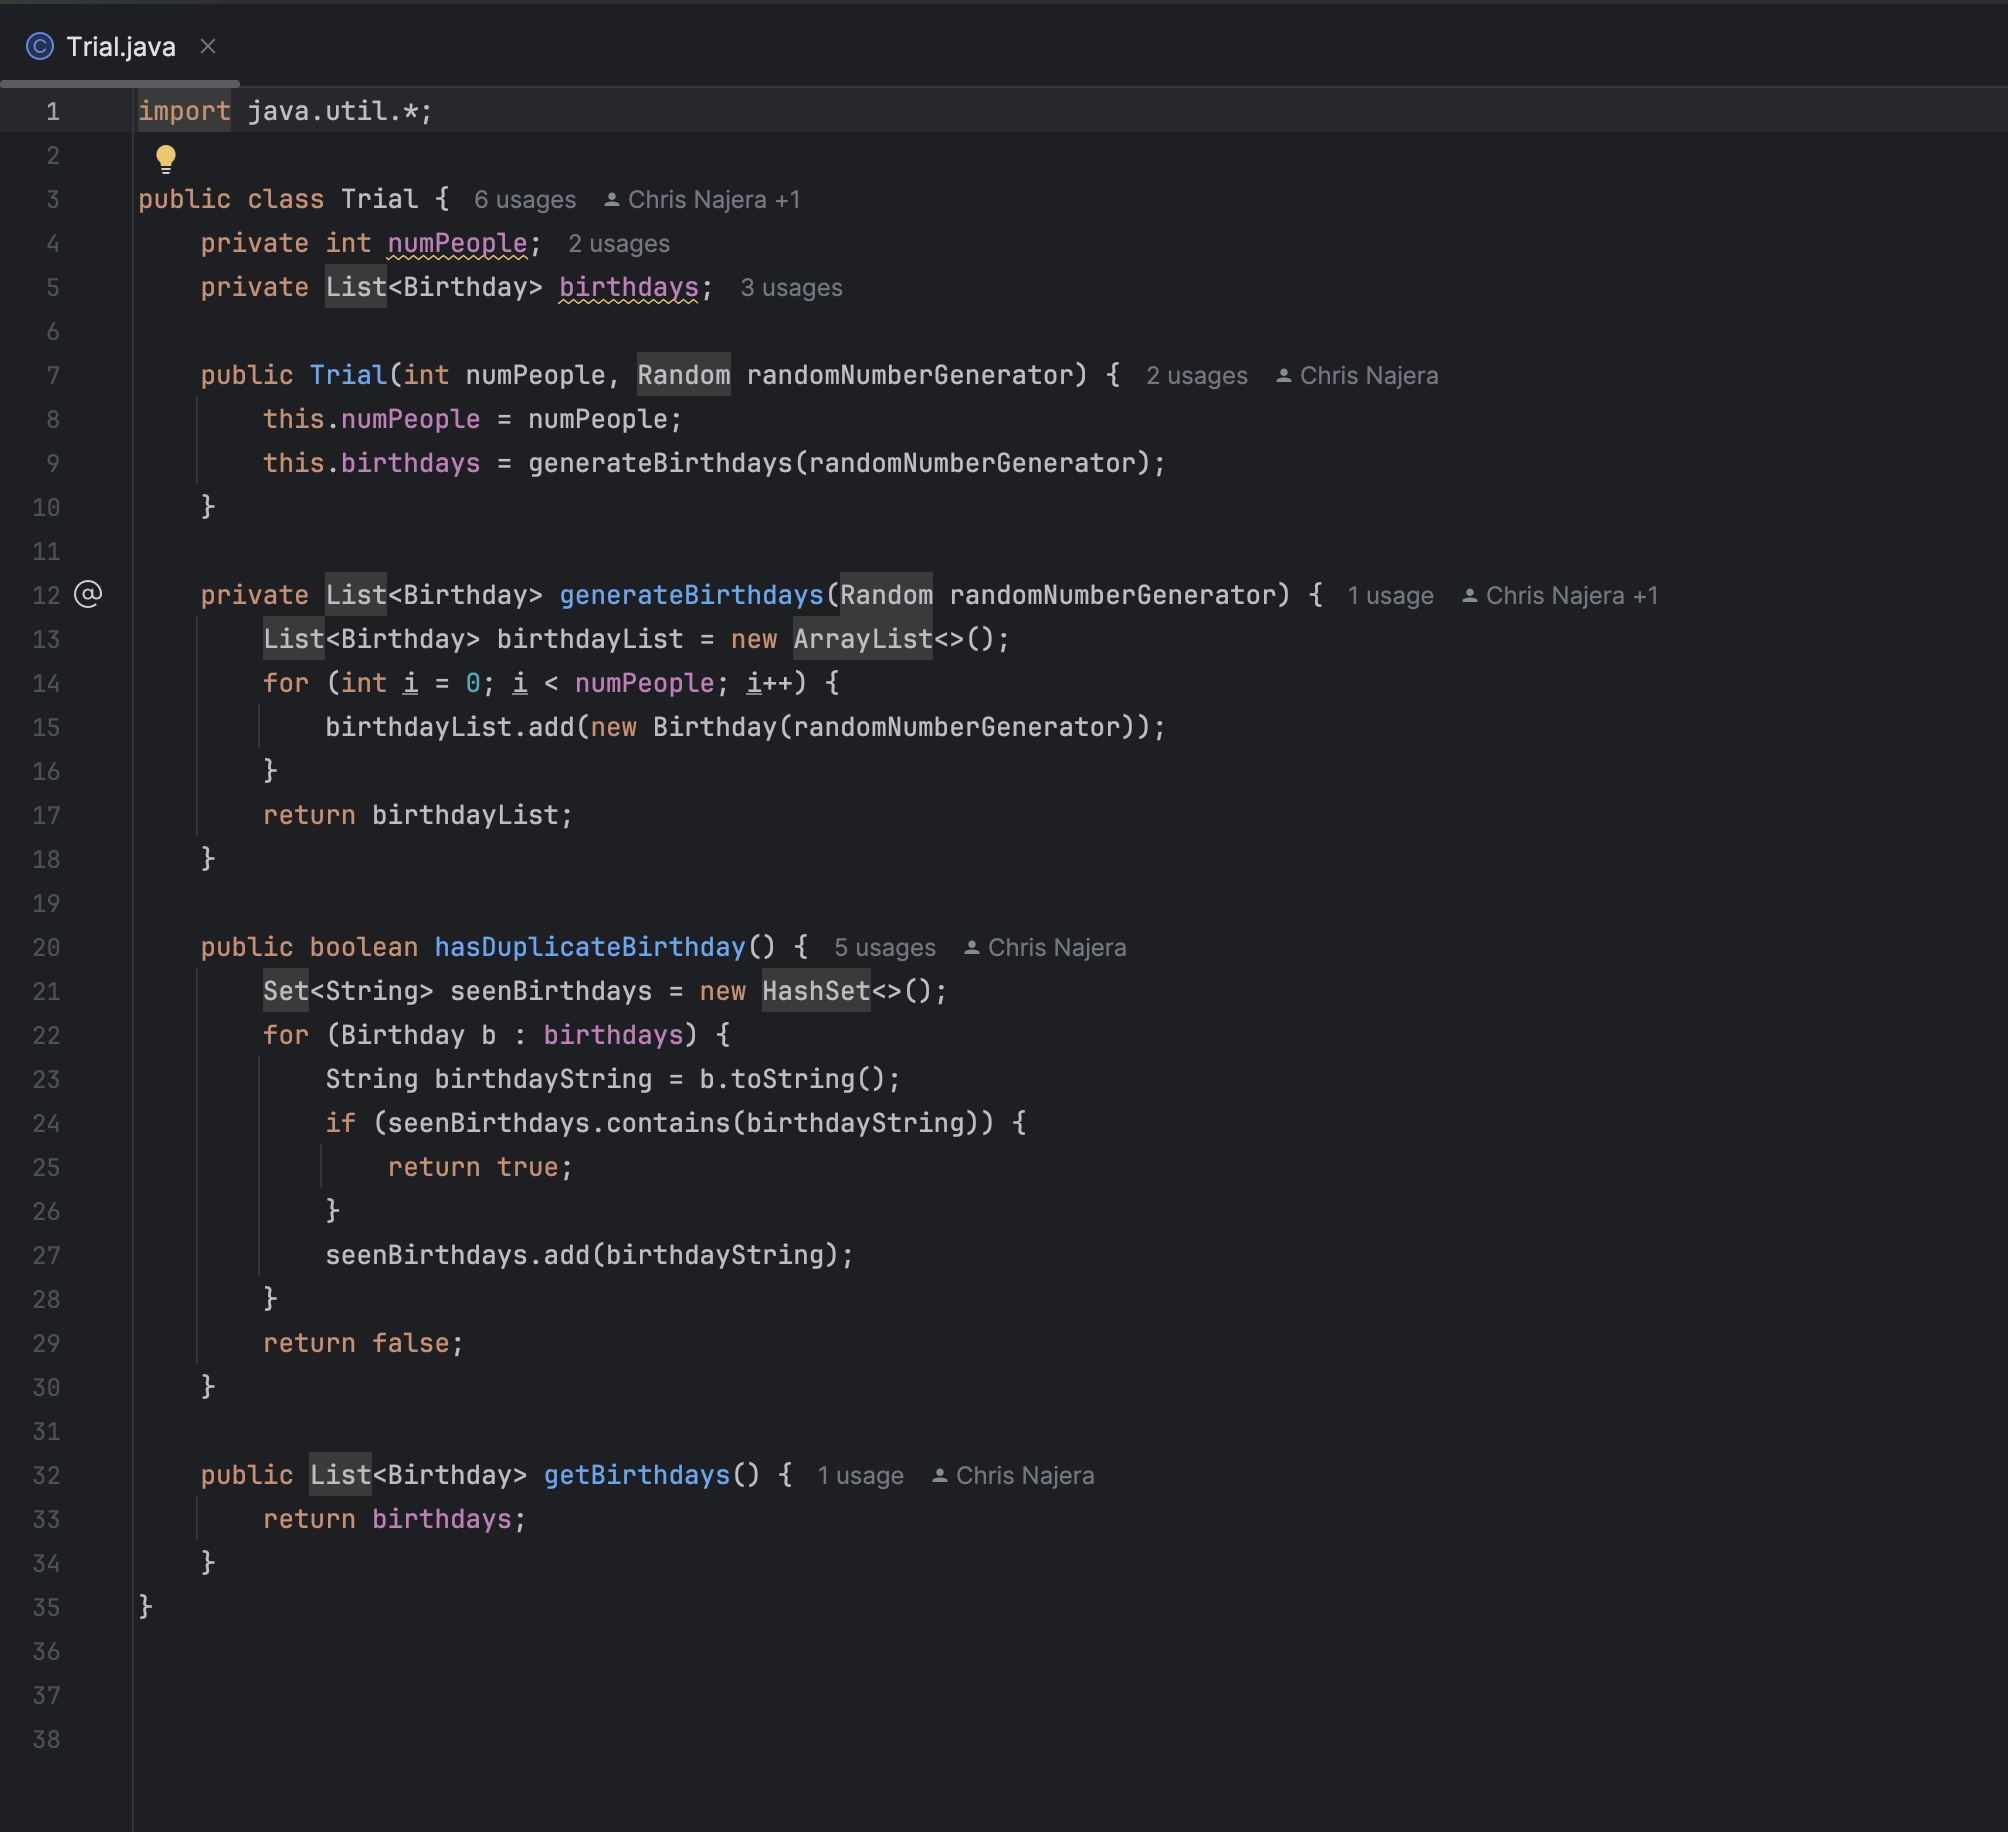 Trial.java
1 import java.util.*;
2
3 public class Trial { 6 usages Chris Najera +1
4 private int numPeople; 2 usages
5 private List<Birthday> birthdays; 3 usages
6
7 public Trial(int numPeople, Random randomNumberGenerator) { 2 usages Chris Najera
8 this.numPeople = numPeople;
9 this.birthdays = generateBirthdays(randomNumberGenerator);
10 }
11
12 @ private List<Birthday> generateBirthdays(Random randomNumberGenerator) { 1 usage Chris Najera +1
13 List<Birthday> birthdayList = new ArrayList<>();
14 for (int i = 0; i < numPeople; i++) {
15 birthdayList.add(new Birthday(randomNumberGenerator));
16 }
17 return birthdayList;
18 }
19
20 public boolean hasDuplicateBirthday() { 5 usages Chris Najera
21 Set<String> seenBirthdays = new HashSet<>();
22 for (Birthday b : birthdays) {
23 String birthdayString = b.toString();
24 if (seenBirthdays.contains(birthdayString)) {
25 return true;
26 }
27 seenBirthdays.add(birthdayString);
28 }
29 return false;
30 }
31
32 public List<Birthday> getBirthdays() { 1 usage Chris Najera
33 return birthdays;
34 }
35 }
36
37
38